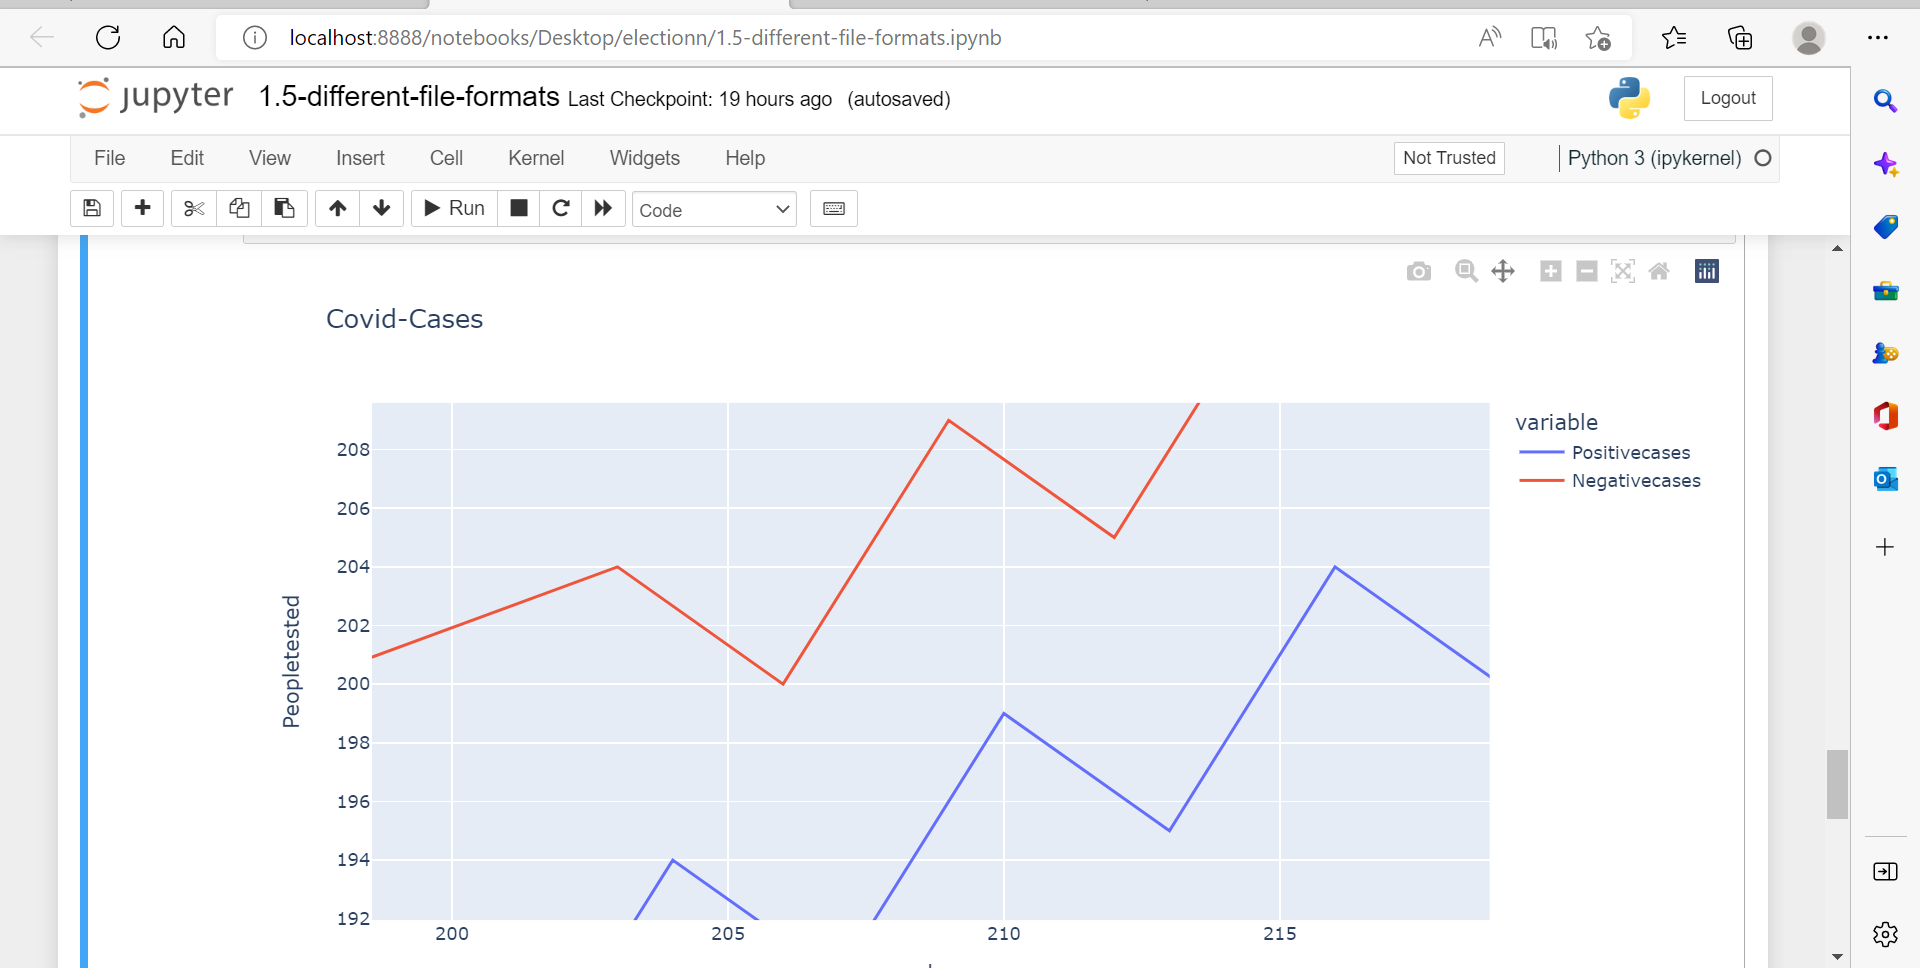 localhost:8888/notebooks/Desktop/electionn/1.5-different-file-formats.ipynb
jupyter 1.5-different-file-formats Last Checkpoint: 19 hours ago (autosaved)
Logout
File Edit View Insert Cell Kernel Widgets Help
Not Trusted
Python 3 (ipykernel)
Run
Code
Covid-Cases
variable
Positivecases
Negativecases
208
206
204
202
200
198
196
194
192
Peopletested
200 205 210 215